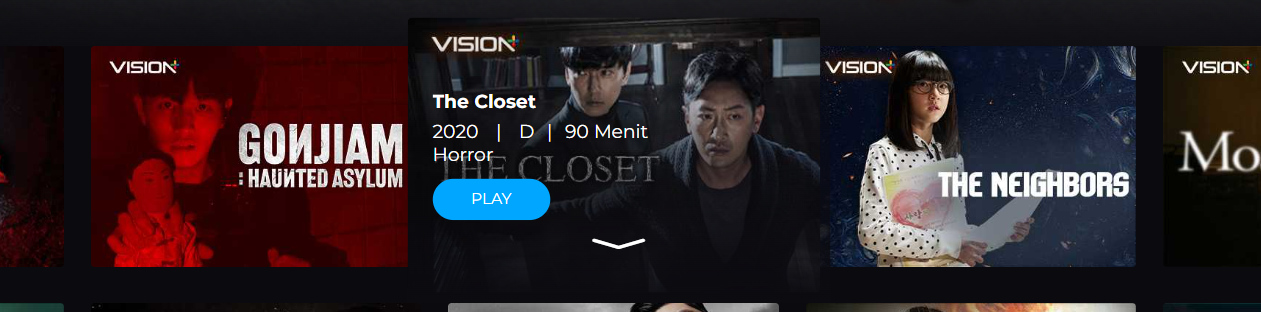 VISION+
GONJIAM
: HAUNTED ASYLUM
VISION+
The Closet
2020 | D | 90 Menit
Horror
THE CLOSET
PLAY
VISION+
THE NEIGHBORS
VISION+
Mo